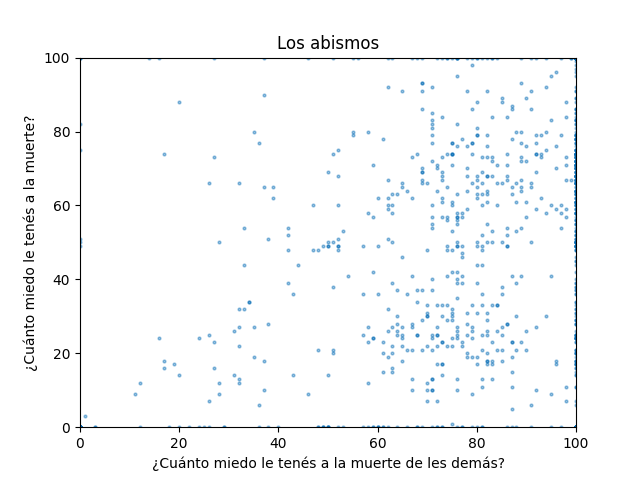 Los abismos
100
80
60
40
20
0
¿Cuánto miedo le tenés a la muerte?
0 20 40 60 80 100
¿Cuánto miedo le tenés a la muerte de les demás?